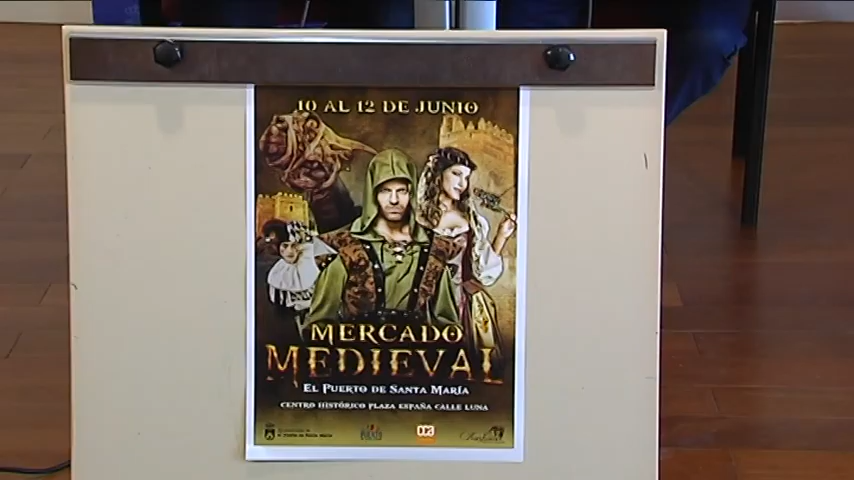 10 AL 12 DE JUNIO
MERCADO
MEDIEVAL
EL PUERTO DE SANTA MARÍA
CENTRO HISTÓRICO PLAZA ESPAÑA CALLE LUNA